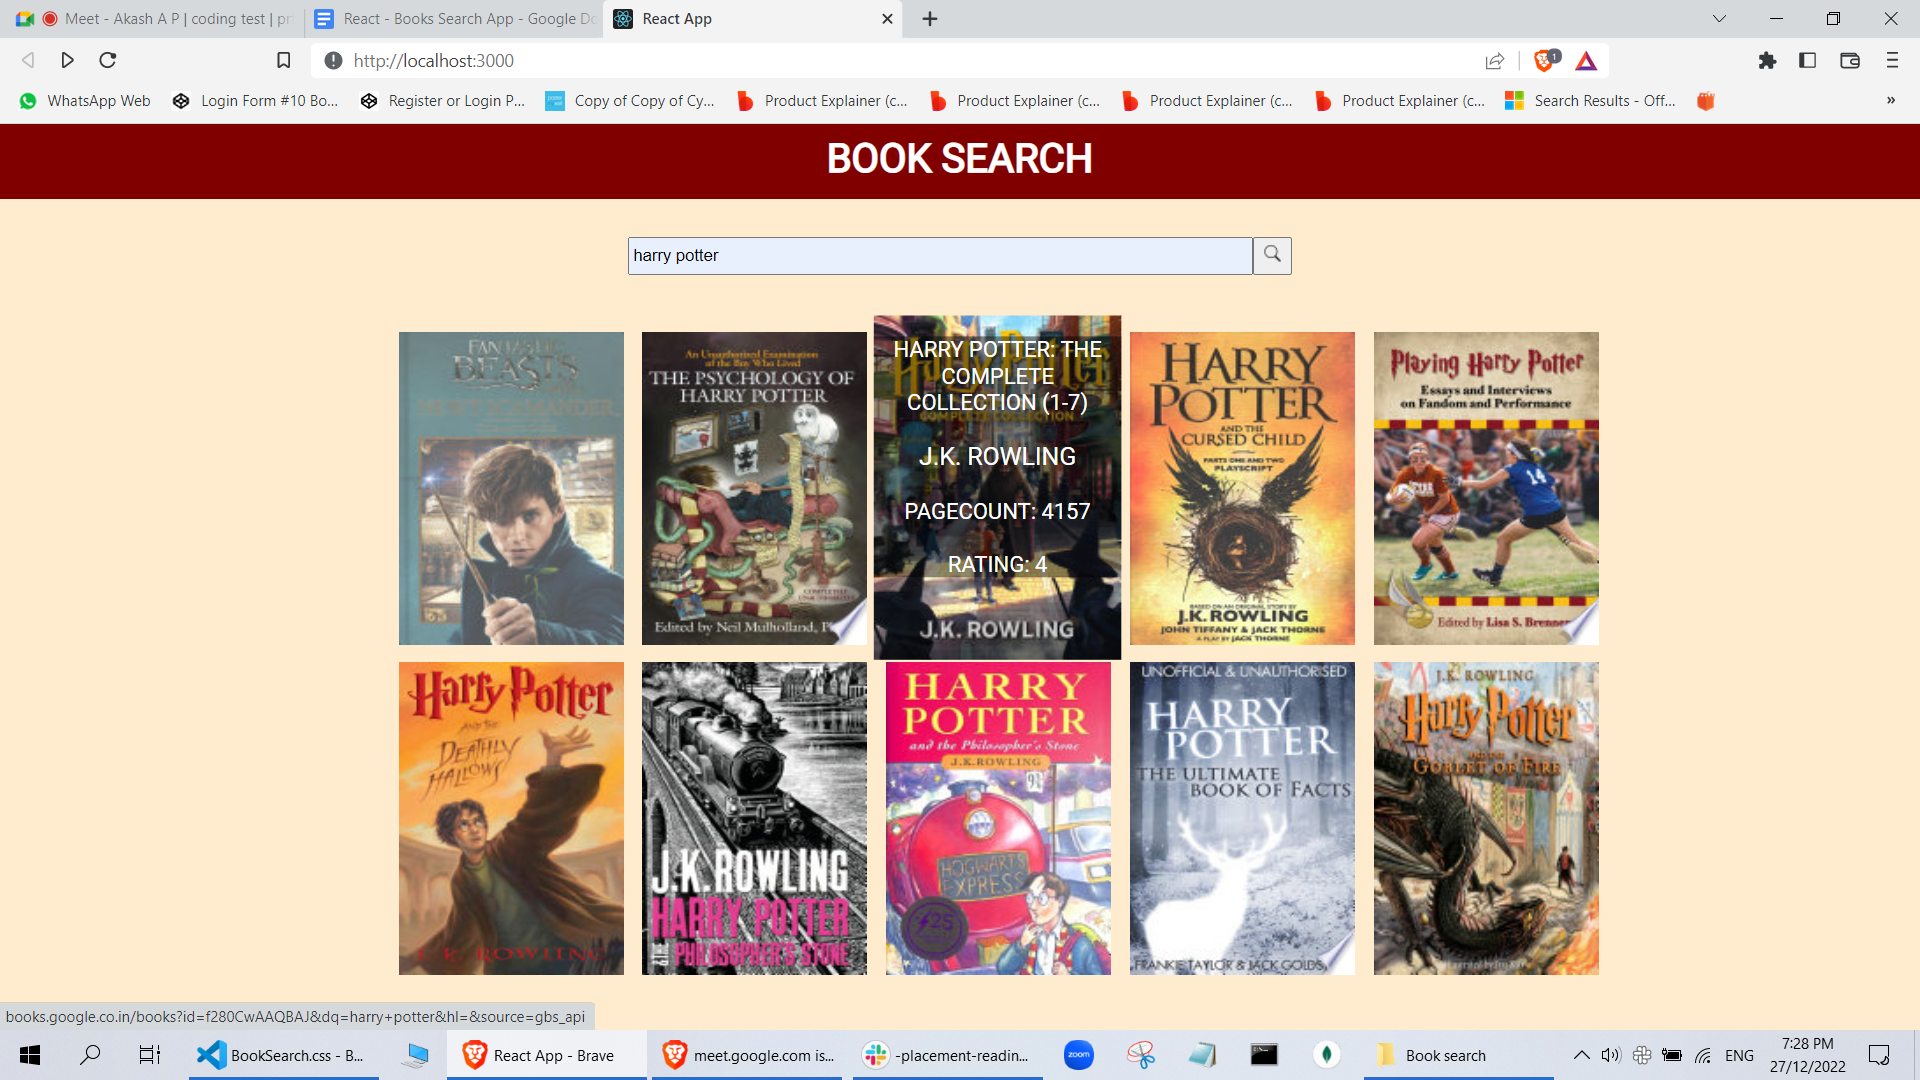 Meet - Akash A P | coding test | pr
React - Books Search App - Google Do
React App
http://localhost:3000
1
WhatsApp Web
Login Form #10 Bo...
Register or Login P...
Copy of Copy of Cy...
Product Explainer (c...
Product Explainer (c...
Product Explainer (c...
Product Explainer (c...
Search Results - Off...
»
BOOK SEARCH
harry potter
FANTASTIC
BEASTS
NEWT SCAMANDER
An Unauthorized Examination
of the Boy Who Lived
THE PSYCHOLOGY OF
HARRY POTTER
Edited by Neil Mulholland, P
HARRY POTTER: THE
COMPLETE
COLLECTION (1-7)
COMPLETE COLLECTION
J.K. ROWLING
PAGECOUNT: 4157
RATING: 4
J.K. ROWLING
HARRY
POTTER
AND THE
CURSED CHILD
PARTS ONE AND TWO
PLAYSCRIPT
BASED ON AN ORIGINAL STORY BY
J.K. ROWLING
JOHN TIFFANY & JACK THORNE
A PLAY BY JACK THORNE
Playing Harry Potter
Essays and Interviews
on Fandom and Performance
14
Edited by Lisa S. Brenner
Harry Potter
AND THE
DEATHLY
HALLOWS
J. K. ROWLING
J.K.ROWLING
HARRY POTTER
& THE PHILOSOPHER'S STONE
HARRY
POTTER
and the Philosopher's Stone
J.K.ROWLING
9¾
HOGWARTS
EXPRESS
25
UNOFFICIAL & UNAUTHORISED
HARRY
POTTER
THE ULTIMATE
BOOK OF FACTS
FRANKIE TAYLOR & JACK GOLDS
J.K. ROWLING
Harry Potter
AND THE
GOBLET OF FIRE
books.google.co.in/books?id=f280CwAAQBAJ&dq=harry+potter&hl=&source=gbs_api
BookSearch.css - B...
React App - Brave
meet.google.com is...
-placement-readin...
zoom
Book search
ENG
7:28 PM
27/12/2022